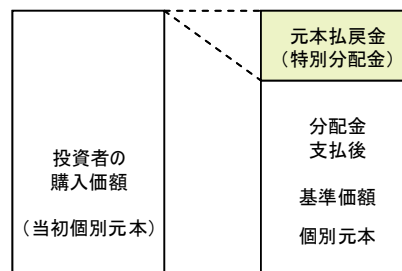 投資者の
購入価額
（当初個別元本）
元本払戻金
（特別分配金）
分配金
支払後
基準価額
個別元本